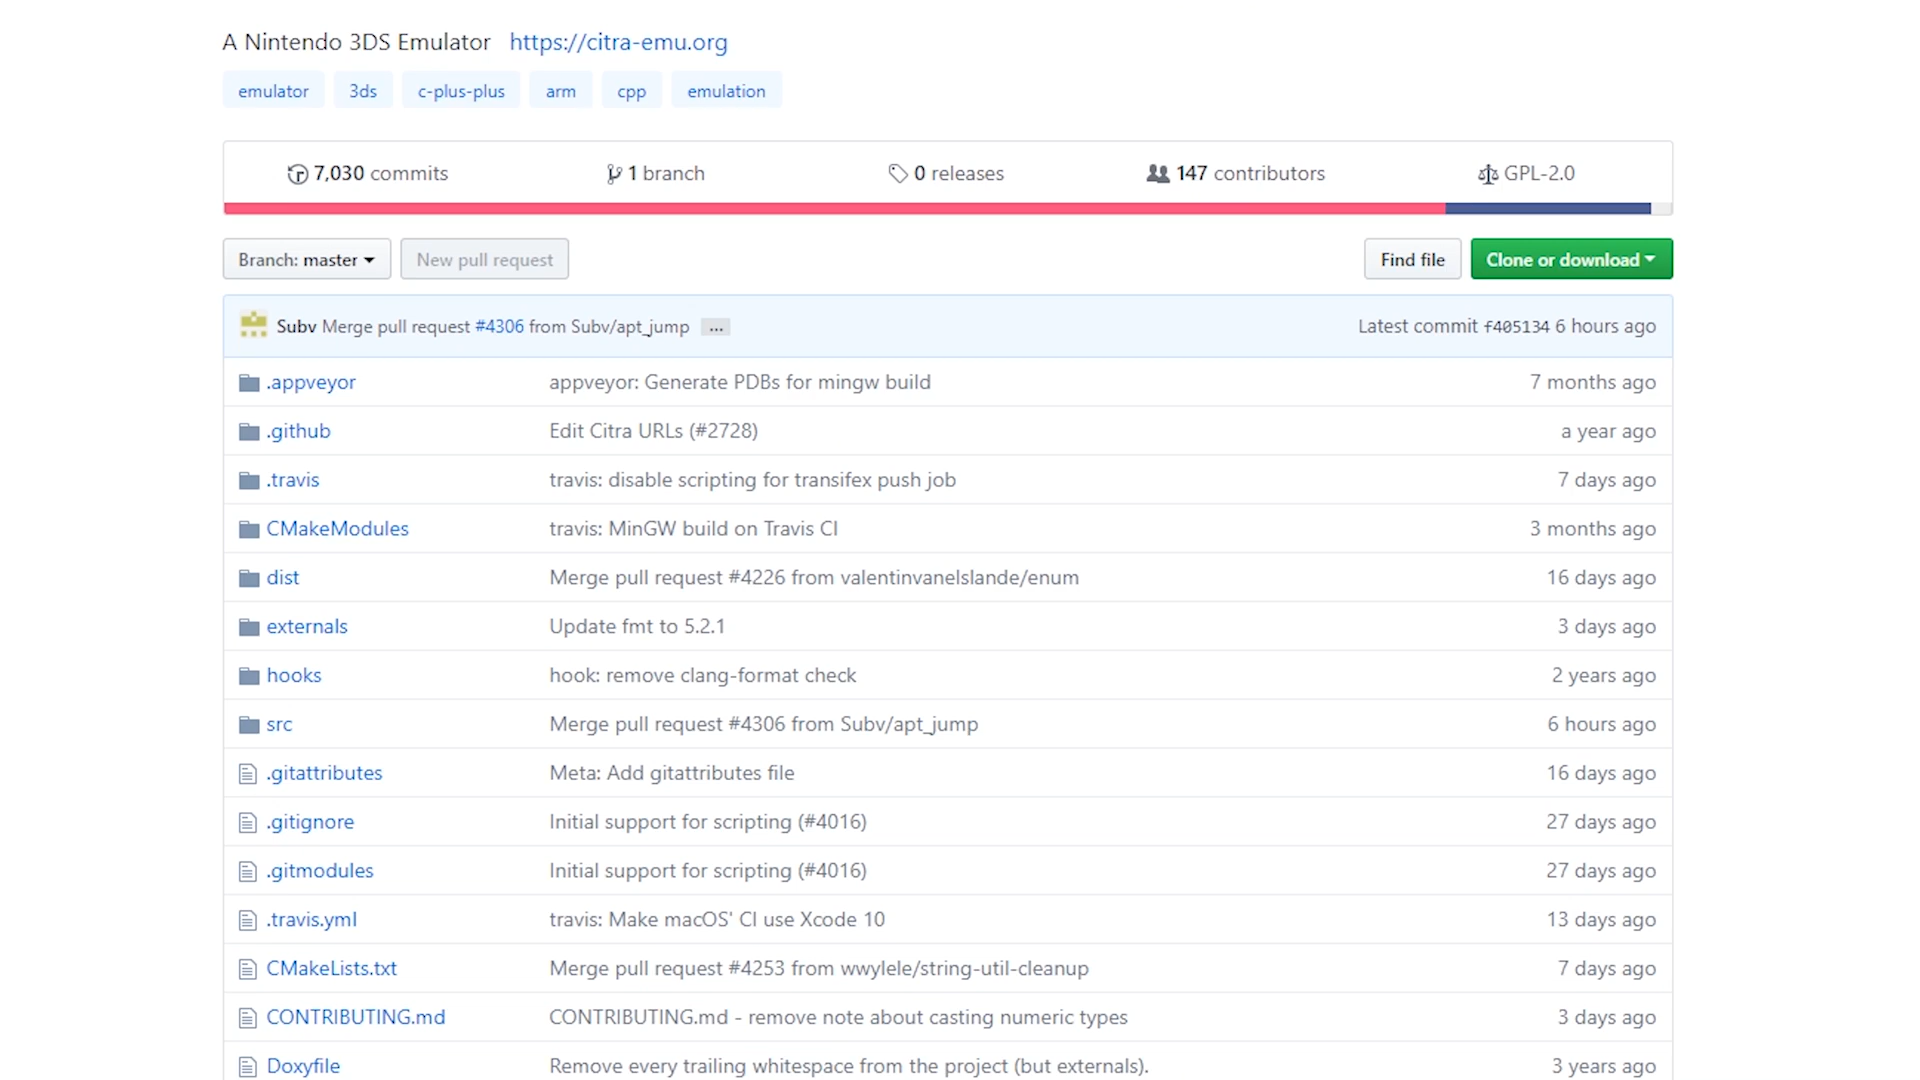 A Nintendo 3DS Emulator https://citra-emu.org
emulator 3ds c-plus-plus arm cpp emulation
7,030 commits 1 branch 0 releases 147 contributors GPL-2.0
Branch: master New pull request Find file Clone or download
Subv Merge pull request #4306 from Subv/apt_jump ... Latest commit f405134 6 hours ago
.appveyor appveyor: Generate PDBs for mingw build 7 months ago
.github Edit Citra URLs (#2728) a year ago
.travis travis: disable scripting for transifex push job 7 days ago
CMakeModules travis: MinGW build on Travis CI 3 months ago
dist Merge pull request #4226 from valentinvanelslande/enum 16 days ago
externals Update fmt to 5.2.1 3 days ago
hooks hook: remove clang-format check 2 years ago
src Merge pull request #4306 from Subv/apt_jump 6 hours ago
.gitattributes Meta: Add gitattributes file 16 days ago
.gitignore Initial support for scripting (#4016) 27 days ago
.gitmodules Initial support for scripting (#4016) 27 days ago
.travis.yml travis: Make macOS' CI use Xcode 10 13 days ago
CMakeLists.txt Merge pull request #4253 from wwylele/string-util-cleanup 7 days ago
CONTRIBUTING.md CONTRIBUTING.md - remove note about casting numeric types 3 days ago
Doxyfile Remove every trailing whitespace from the project (but externals). 3 years ago